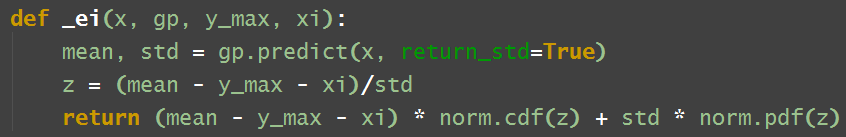 def _ei(x, gp, y_max, xi):
    mean, std = gp.predict(x, return_std=True)
    z = (mean - y_max - xi)/std
    return (mean - y_max - xi) * norm.cdf(z) + std * norm.pdf(z)